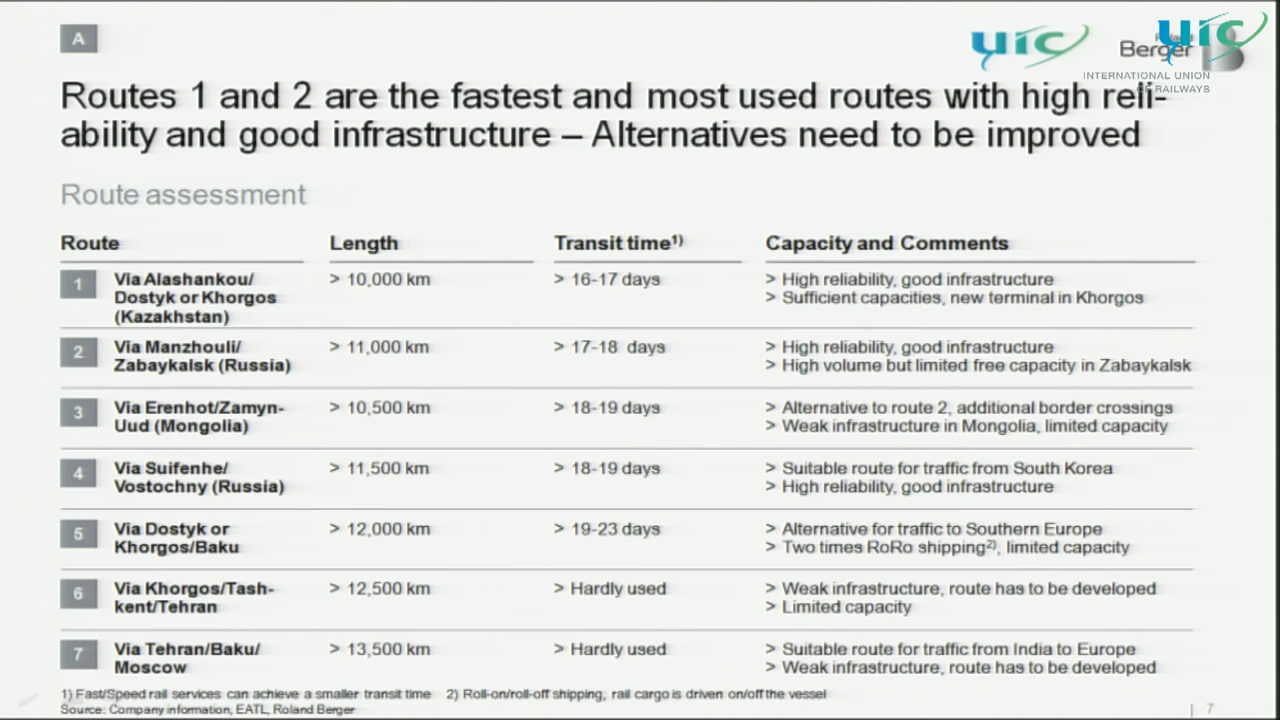 A
uic
uic
Berger
INTERNATIONAL UNION
OF RAILWAYS
Routes 1 and 2 are the fastest and most used routes with high reli-
ability and good infrastructure – Alternatives need to be improved
Route assessment
Route Length Transit time1) Capacity and Comments
1 Via Alashankou/ > 10,000 km > 16-17 days > High reliability, good infrastructure
Dostyk or Khorgos > Sufficient capacities, new terminal in Khorgos
(Kazakhstan)
2 Via Manzhouli/ > 11,000 km > 17-18 days > High reliability, good infrastructure
Zabaykalsk (Russia) > High volume but limited free capacity in Zabaykalsk
3 Via Erenhot/Zamyn- > 10,500 km > 18-19 days > Alternative to route 2, additional border crossings
Uud (Mongolia) > Weak infrastructure in Mongolia, limited capacity
4 Via Suifenhe/ > 11,500 km > 18-19 days > Suitable route for traffic from South Korea
Vostochny (Russia) > High reliability, good infrastructure
5 Via Dostyk or > 12,000 km > 19-23 days > Alternative for traffic to Southern Europe
Khorgos/Baku > Two times RoRo shipping2), limited capacity
6 Via Khorgos/Tash- > 12,500 km > Hardly used > Weak infrastructure, route has to be developed
kent/Tehran > Limited capacity
7 Via Tehran/Baku/ > 13,500 km > Hardly used > Suitable route for traffic from India to Europe
Moscow > Weak infrastructure, route has to be developed
1) Fast/Speed rail services can achieve a smaller transit time 2) Roll-on/roll-off shipping, rail cargo is driven on/off the vessel
Source: Company information, EATL, Roland Berger
7